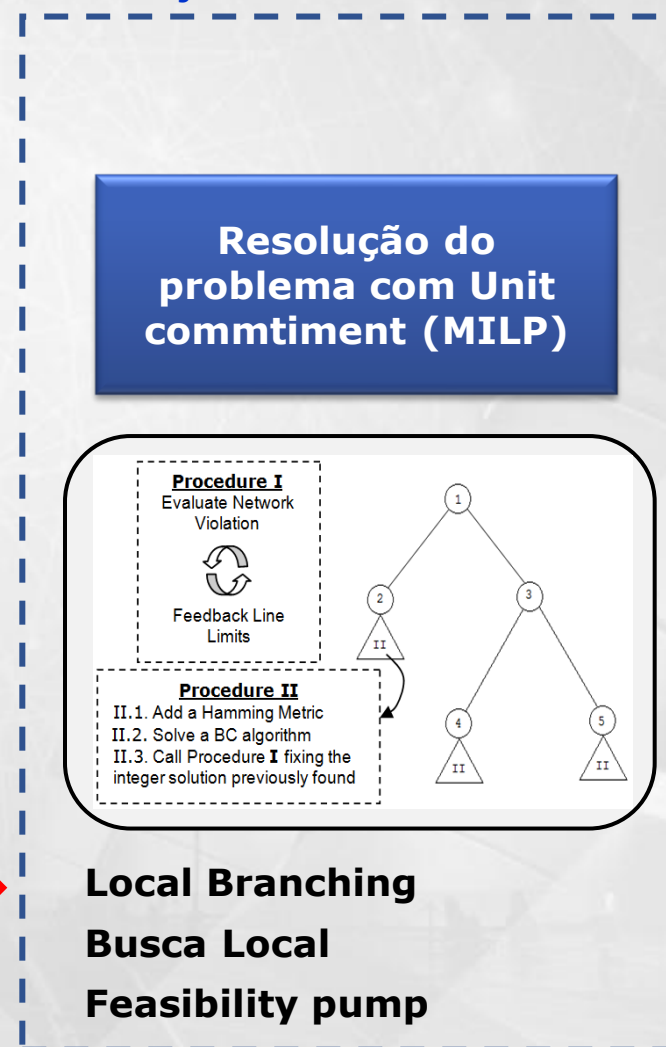 Resolução do
problema com Unit
commtiment (MILP)
Procedure I
Evaluate Network
Violation
Feedback Line
Limits
1
2
3
II
Procedure II
II.1. Add a Hamming Metric
II.2. Solve a BC algorithm
II.3. Call Procedure I fixing the
integer solution previously found
4
5
II
II
Local Branching
Busca Local
Feasibility pump